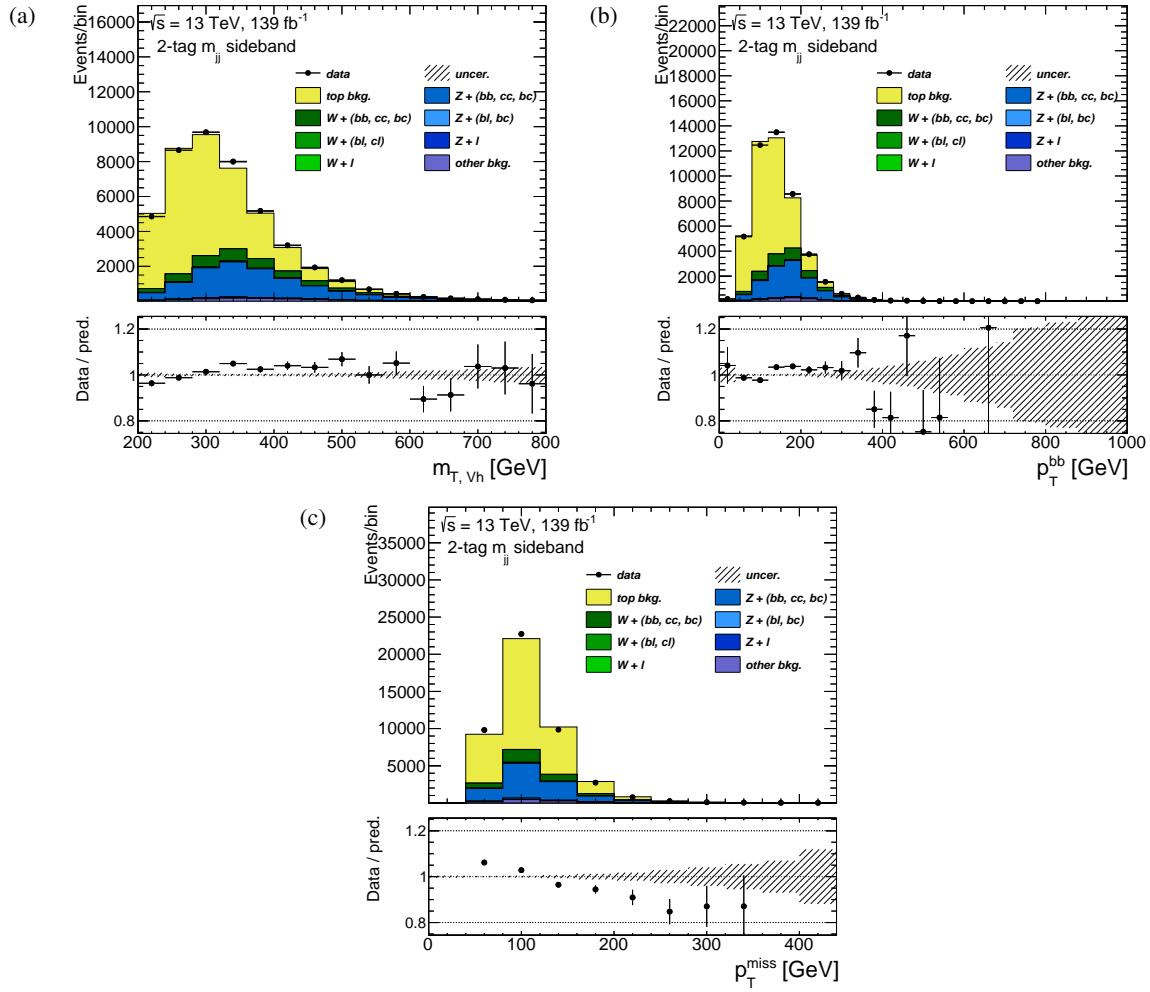 (a)
Events/bin
16000
14000
12000
10000
8000
6000
4000
2000
√s = 13 TeV, 139 fb-1
2-tag mjj sideband
data
uncer.
top bkg.
Z + (bb, cc, bc)
W + (bb, cc, bc)
Z + (bl, bc)
W + (bl, cl)
Z + l
W + l
other bkg.
Data / pred.
1.2
1
0.8
200 300 400 500 600 700 800
mT, Vh [GeV]
(b)
Events/bin
22000
20000
18000
16000
14000
12000
10000
8000
6000
4000
2000
√s = 13 TeV, 139 fb-1
2-tag mjj sideband
data
uncer.
top bkg.
Z + (bb, cc, bc)
W + (bb, cc, bc)
Z + (bl, bc)
W + (bl, cl)
Z + l
W + l
other bkg.
Data / pred.
1.2
1
0.8
0 200 400 600 800 1000
pTbb [GeV]
(c)
Events/bin
35000
30000
25000
20000
15000
10000
5000
√s = 13 TeV, 139 fb-1
2-tag mjj sideband
data
uncer.
top bkg.
Z + (bb, cc, bc)
W + (bb, cc, bc)
Z + (bl, bc)
W + (bl, cl)
Z + l
W + l
other bkg.
Data / pred.
1.2
1
0.8
0 100 200 300 400
pTmiss [GeV]